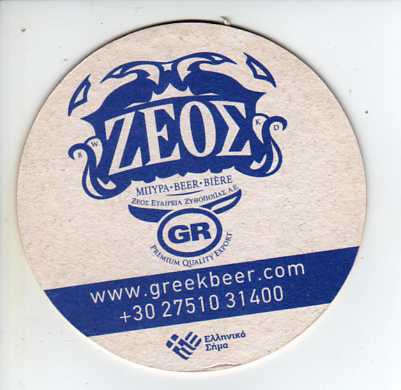 ΖΕΟΣ
8 W K D
ΜΠΥΡΑ • BEER • BIÈRE
ΖΕΟΣ ΕΤΑΙΡΕΙΑ ΖΥΘΟΠΟΙΙΑΣ Α.Ε.
GR
PREMIUM QUALITY EXPORT
www.greekbeer.com
+30 27510 31400
Ελληνικό
Σήμα